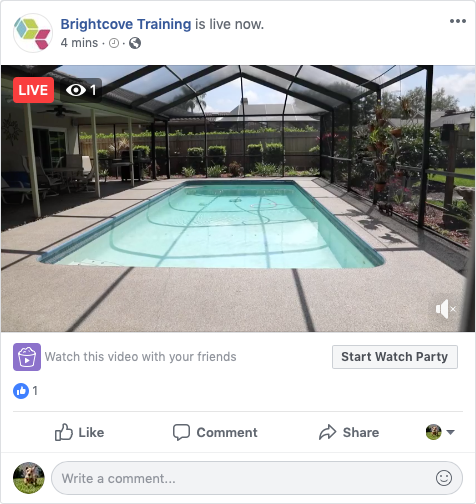 Brightcove Training is live now.
4 mins ·
LIVE 1
Watch this video with your friends
Start Watch Party
1
Like Comment Share
Write a comment...